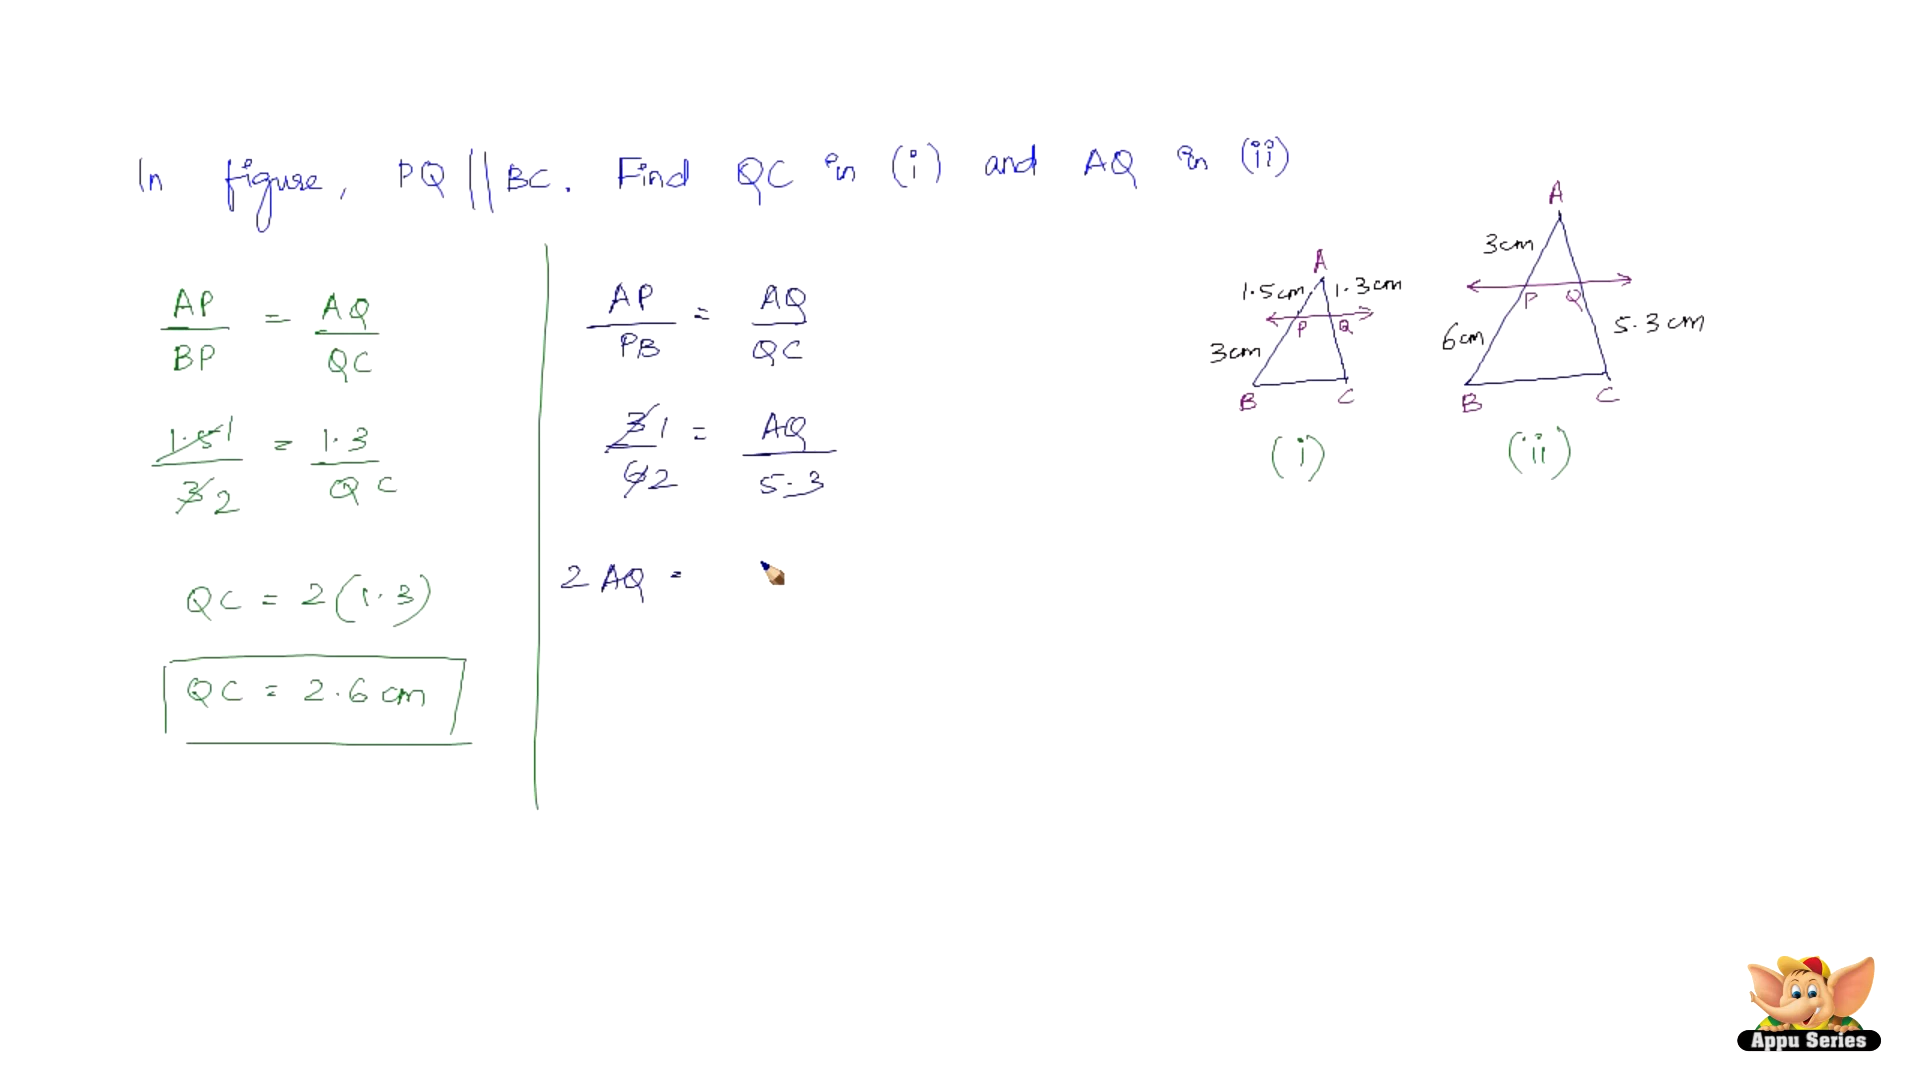 In figure, PQ || BC. Find QC in (i) and AQ in (ii)
AP/BP = AQ/QC
1.5 1/3 2 = 1.3/QC
QC = 2(1.3)
QC = 2.6 cm
AP/PB = AQ/QC
3 1/6 2 = AQ/5.3
2 AQ =
A
1.5cm 1.3cm
P Q
3cm
B C
(i)
A
3cm
P Q
6cm 5.3cm
B C
(ii)
Appu Series